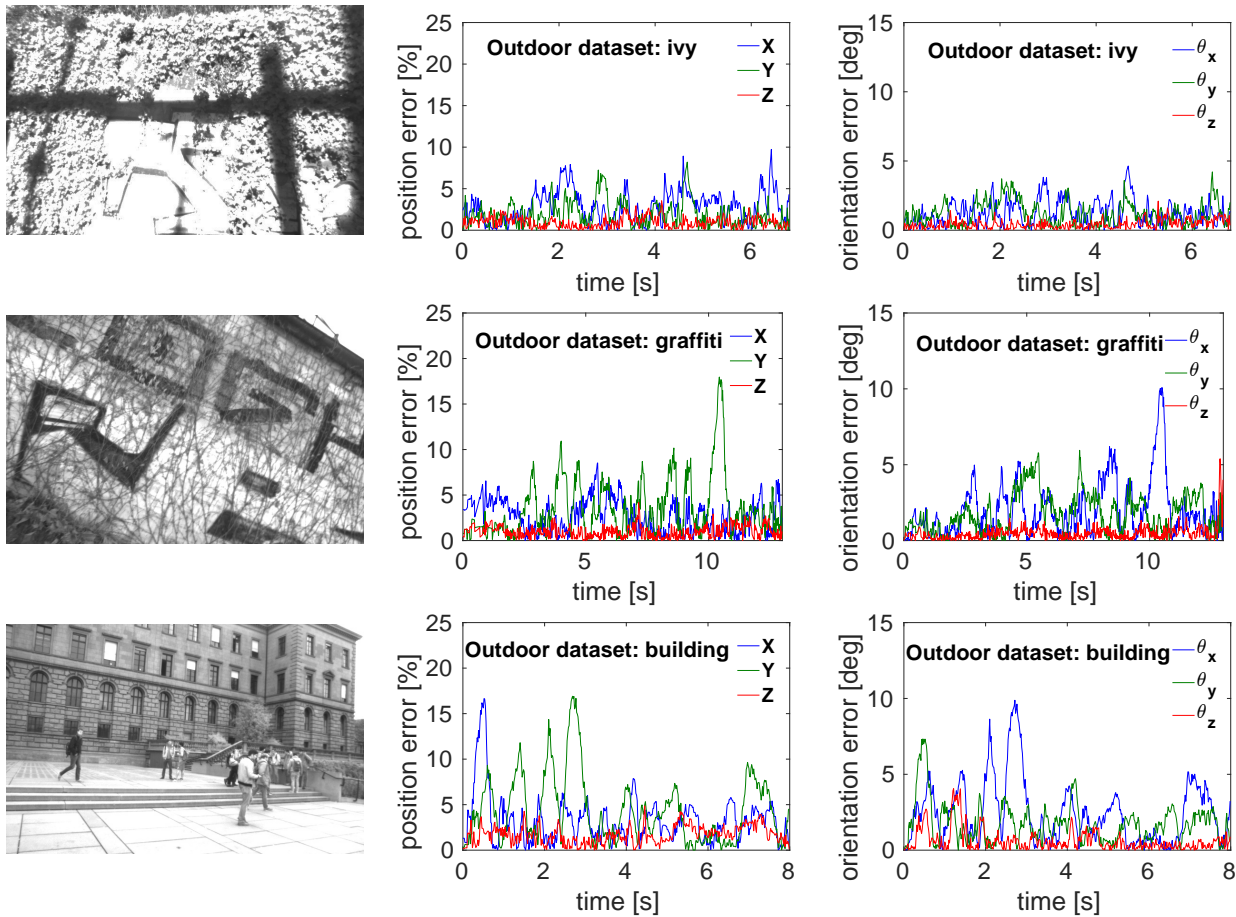 25
20
15
10
5
0
position error [%]
Outdoor dataset: ivy
X
Y
Z
0 2 4 6
time [s]
15
10
5
0
orientation error [deg]
Outdoor dataset: ivy
θx
θy
θz
0 2 4 6
time [s]
25
20
15
10
5
0
position error [%]
Outdoor dataset: graffiti
X
Y
Z
0 5 10
time [s]
15
10
5
0
orientation error [deg]
Outdoor dataset: graffiti
θx
θy
θz
0 5 10
time [s]
25
20
15
10
5
0
position error [%]
Outdoor dataset: building
X
Y
Z
0 2 4 6 8
time [s]
15
10
5
0
orientation error [deg]
Outdoor dataset: building
θx
θy
θz
0 2 4 6 8
time [s]